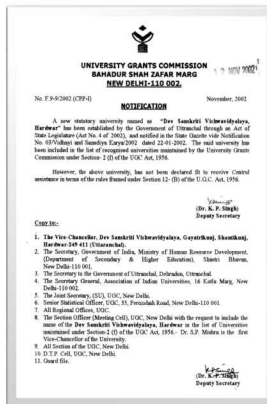 UNIVERSITY GRANTS COMMISSION
BAHADUR SHAH ZAFAR MARG
NEW DELHI-110 002.
12 NOV 2002
No. F.9-9/2002 (CPP-I)
November, 2002
NOTIFICATION
A new statutory university named as "Dev Sanskriti Vishwavidyalaya,
Hardwar" has been established by the Government of Uttranchal through an Act of
State Legislature (Act No. 4 of 2002), and notified in the State Gazette vide Notification
No. 03/Vidhayi and Sansdiya Karya/2002 dated 22-01-2002. The said university has
been included in the list of recognised universities maintained by the University Grants
Commission under Section- 2 (f) of the UGC Act, 1956.
However, the above university, has not been declared fit to receive Central
assistance in terms of the rules framed under Section 12- (B) of the U.G.C. Act, 1956.
(Dr. K. P. Singh)
Deputy Secretary
Copy to:-
1. The Vice-Chancellor, Dev Sanskriti Vishwavidyalaya, Gayatrikunj, Shantikunj,
Hardwar-249 411 (Uttaranchal).
2. The Secretary, Government of India, Ministry of Human Resource Development,
(Department of Secondary & Higher Education), Shastri Bhavan,
New Delhi-110 001.
3. The Secretary to the Government of Uttranchal, Dehradun, Uttranchal.
4. The Secretary General, Association of Indian Universities, 16 Kotla Marg, New
Delhi-110 002.
5. The Joint Secretary, (SU), UGC, New Delhi.
6. Senior Statistical Officer, UGC, 35, Ferozshah Road, New Delhi-110 001.
7. All Regional Offices, UGC.
8. The Section Officer (Meeting Cell), UGC, New Delhi with the request to include the
name of the Dev Sanskriti Vishwavidyalaya, Hardwar in the list of Universities
maintained under Section-2 (f) of the UGC Act, 1956.- Dr. S.P. Mishra is the first
Vice-Chancellor of the University.
9. All Section of the UGC, New Delhi.
10. D.T.P. Cell, UGC, New Delhi.
11. Guard file.
(Dr. K. P. Singh)
Deputy Secretary